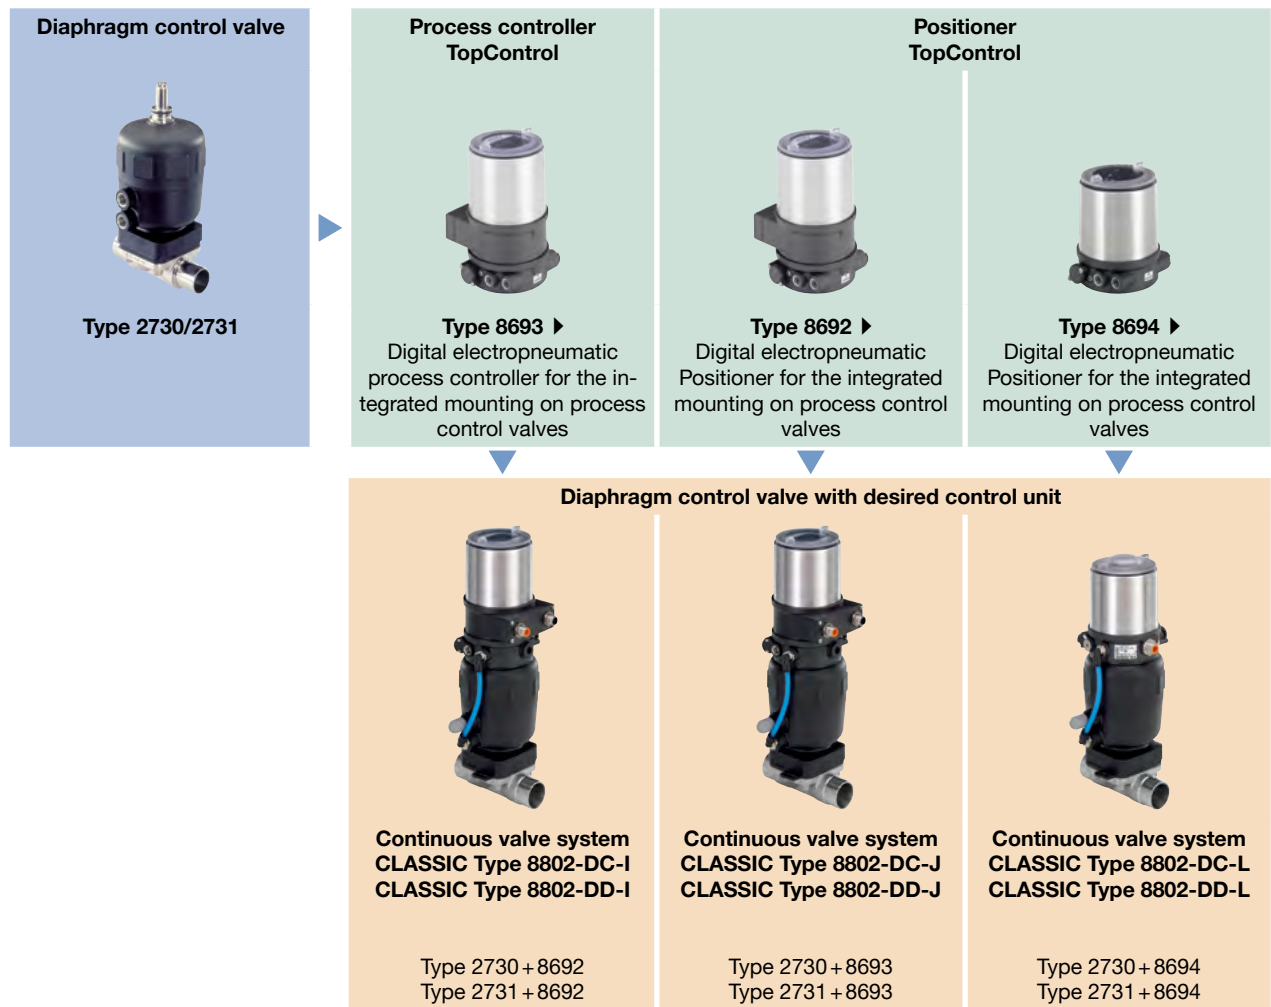 Diaphragm control valve
Process controller
TopControl
Positioner
TopControl
Type 2730/2731
Type 8693 ▶
Digital electropneumatic
process controller for the in-
tegrated mounting on process
control valves
Type 8692 ▶
Digital electropneumatic
Positioner for the integrated
mounting on process control
valves
Type 8694 ▶
Digital electropneumatic
Positioner for the integrated
mounting on process control
valves
Diaphragm control valve with desired control unit
Continuous valve system
CLASSIC Type 8802-DC-I
CLASSIC Type 8802-DD-I
Type 2730 + 8692
Type 2731 + 8692
Continuous valve system
CLASSIC Type 8802-DC-J
CLASSIC Type 8802-DD-J
Type 2730 + 8693
Type 2731 + 8693
Continuous valve system
CLASSIC Type 8802-DC-L
CLASSIC Type 8802-DD-L
Type 2730 + 8694
Type 2731 + 8694